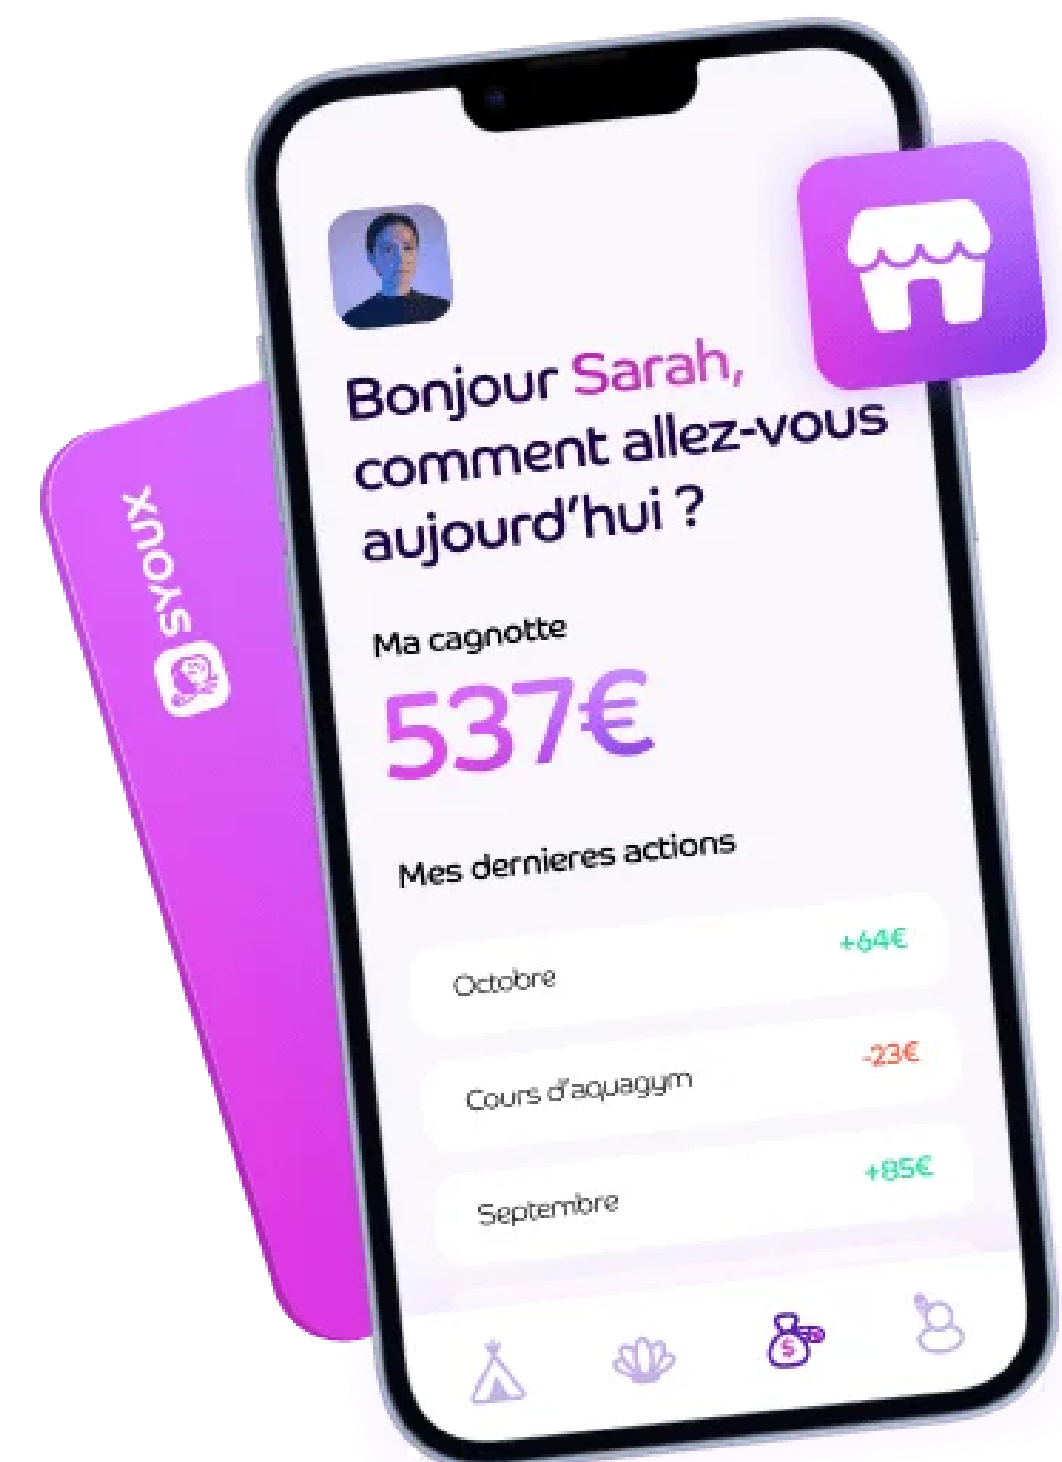 Bonjour Sarah,
comment allez-vous
aujourd'hui ?
Ma cagnotte
537€
Mes dernieres actions
Octobre
+64€
Cours d'aquagym
-23€
Septembre
+85€
SYOUX
$